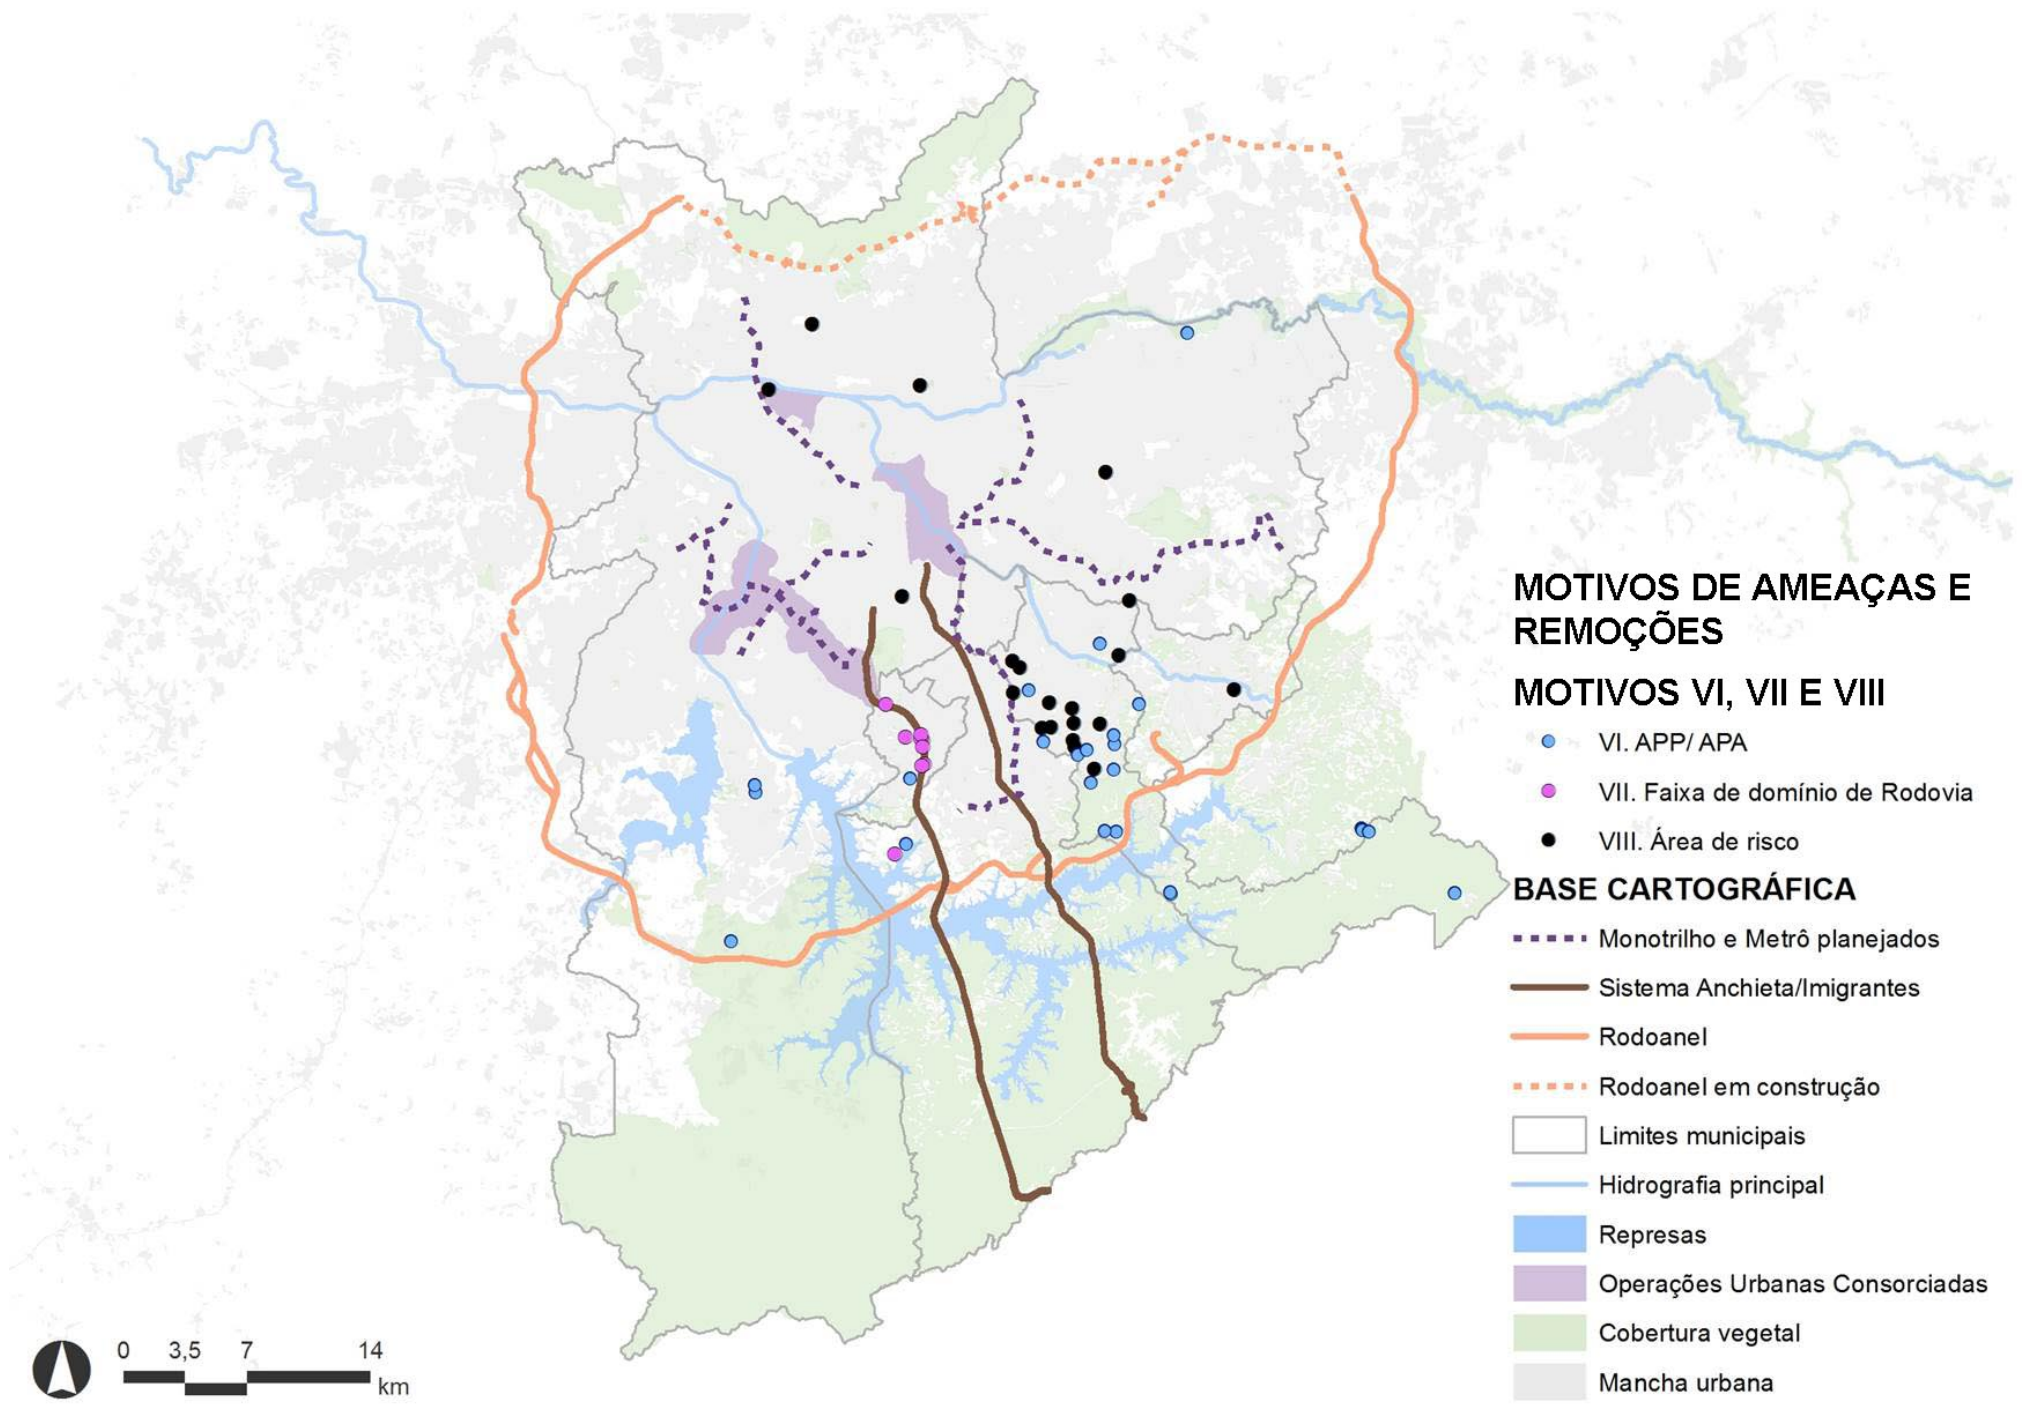 MOTIVOS DE AMEAÇAS E
REMOÇÕES
MOTIVOS VI, VII E VIII
VI. APP/ APA
VII. Faixa de domínio de Rodovia
VIII. Área de risco
BASE CARTOGRÁFICA
Monotrilho e Metrô planejados
Sistema Anchieta/Imigrantes
Rodoanel
Rodoanel em construção
Limites municipais
Hidrografia principal
Represas
Operações Urbanas Consorciadas
Cobertura vegetal
Mancha urbana
0 3,5 7 14
km